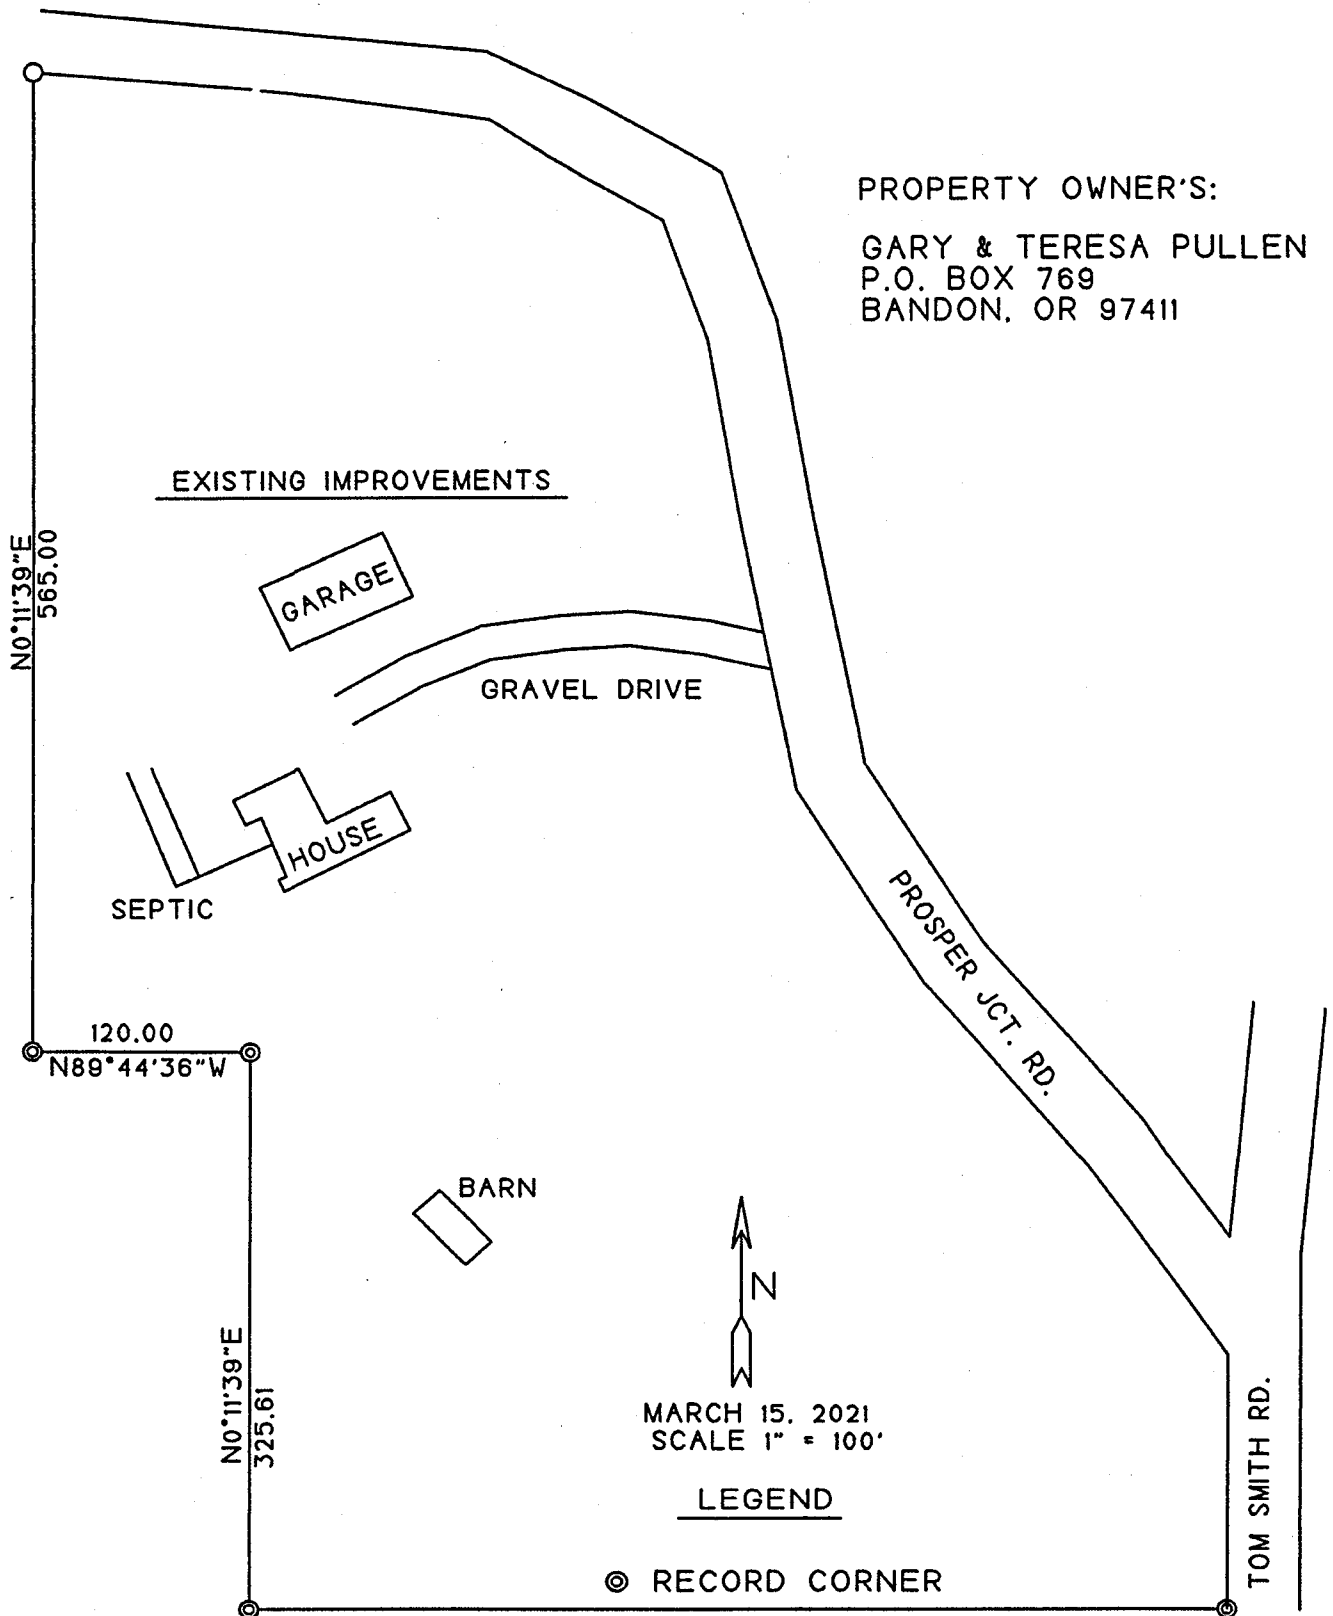 PROPERTY OWNER'S:
GARY & TERESA PULLEN
P.O. BOX 769
BANDON, OR 97411
EXISTING IMPROVEMENTS
N0°11'39"E
565.00
GARAGE
GRAVEL DRIVE
HOUSE
SEPTIC
PROSPER JCT. RD.
120.00
N89°44'36"W
BARN
N
N0°11'39"E
325.61
MARCH 15, 2021
SCALE 1" = 100'
LEGEND
RECORD CORNER
TOM SMITH RD.